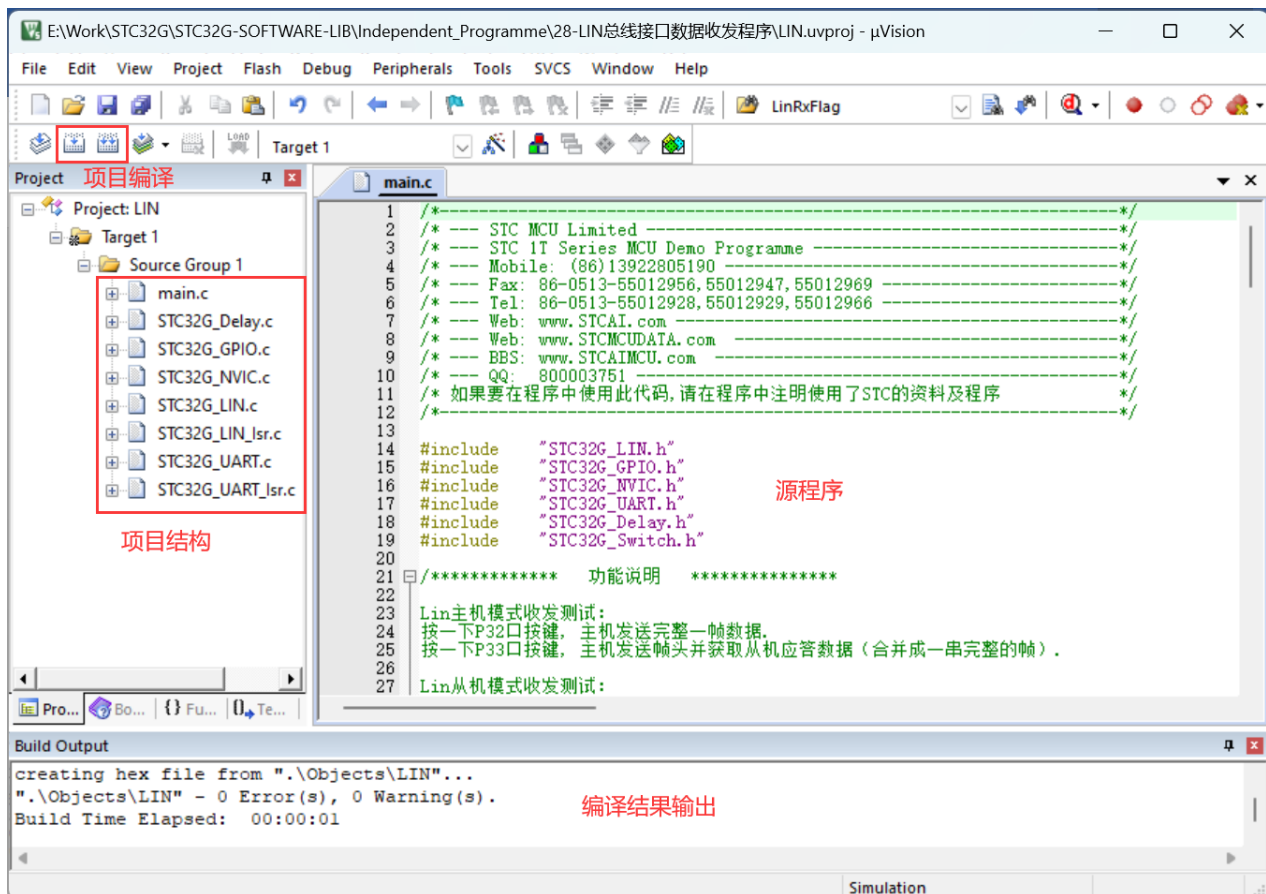 E:\Work\STC32G\STC32G-SOFTWARE-LIB\Independent_Programme\28-LIN总线接口数据收发程序\LIN.uvproj - µVision
File Edit View Project Flash Debug Peripherals Tools SVCS Window Help
LinRxFlag
LOAD Target 1
Project 项目编译
main.c
Project: LIN
Target 1
Source Group 1
main.c
STC32G_Delay.c
STC32G_GPIO.c
STC32G_NVIC.c
STC32G_LIN.c
STC32G_LIN_Isr.c
STC32G_UART.c
STC32G_UART_Isr.c
项目结构
1 /*---------------------------------------------------------------------*/
2 /* --- STC MCU Limited ------------------------------------------------*/
3 /* --- STC 1T Series MCU Demo Programme -------------------------------*/
4 /* --- Mobile: (86)13922805190 ----------------------------------------*/
5 /* --- Fax: 86-0513-55012956,55012947,55012969 ------------------------*/
6 /* --- Tel: 86-0513-55012928,55012929,55012966 ------------------------*/
7 /* --- Web: www.STCAI.com ---------------------------------------------*/
8 /* --- Web: www.STCMCUDATA.com  ---------------------------------------*/
9 /* --- BBS: www.STCAIMCU.com  -----------------------------------------*/
10 /* --- QQ:  800003751 -------------------------------------------------*/
11 /* 如果要在程序中使用此代码,请在程序中注明使用了STC的资料及程序            */
12 /*---------------------------------------------------------------------*/
13
14 #include    "STC32G_LIN.h"
15 #include    "STC32G_GPIO.h"
16 #include    "STC32G_NVIC.h"
17 #include    "STC32G_UART.h"
18 #include    "STC32G_Delay.h"
19 #include    "STC32G_Switch.h"
源程序
20
21 /*************   功能说明   ***************
22
23 Lin主机模式收发测试：
24 按一下P32口按键, 主机发送完整一帧数据.
25 按一下P33口按键, 主机发送帧头并获取从机应答数据（合并成一串完整的帧）.
26
27 Lin从机模式收发测试：
Pro... Bo... {} Fu... Te...
Build Output
creating hex file from ".\Objects\LIN"...
".\Objects\LIN" - 0 Error(s), 0 Warning(s).
Build Time Elapsed:  00:00:01
编译结果输出
Simulation